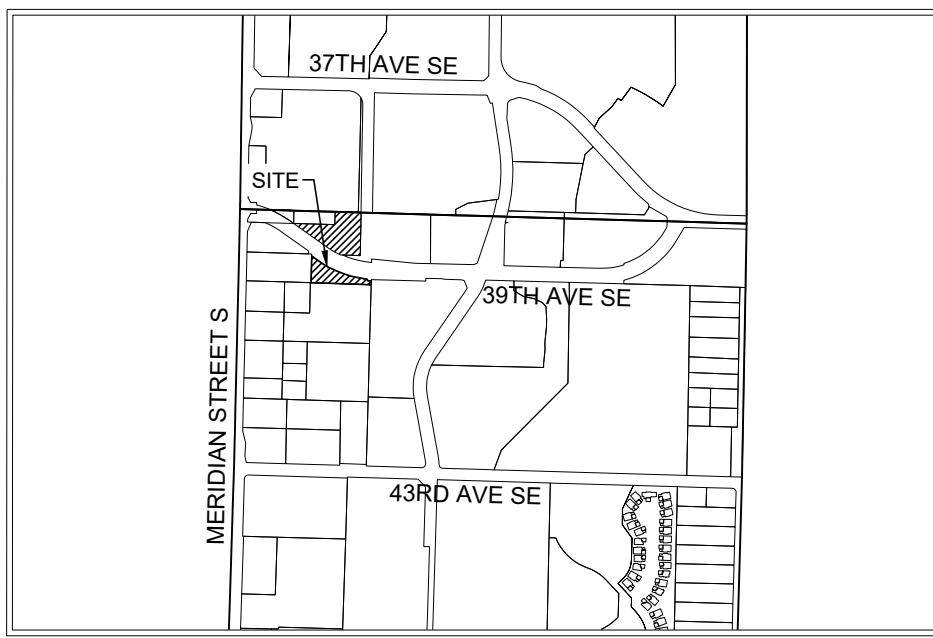 37TH AVE SE
SITE
39TH AVE SE
MERIDIAN STREET S
43RD AVE SE